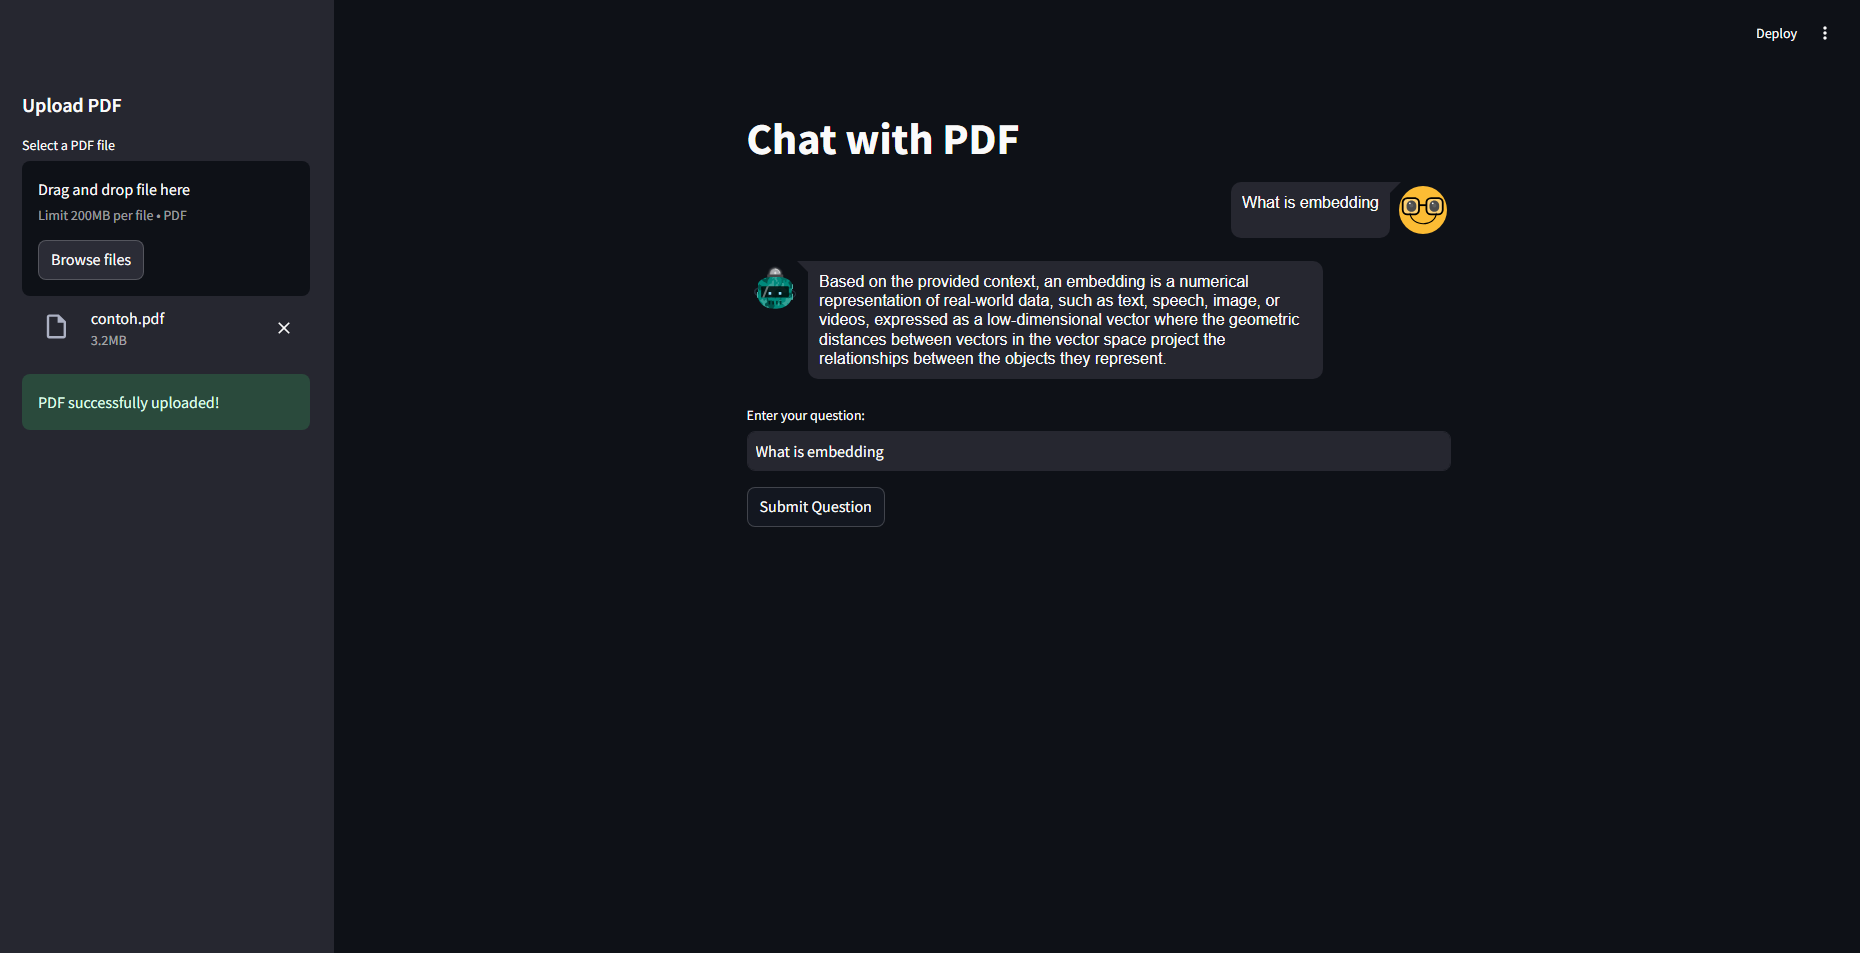 Deploy
Upload PDF
Select a PDF file
Drag and drop file here
Limit 200MB per file • PDF
Browse files
contoh.pdf
3.2MB
PDF successfully uploaded!
Chat with PDF
What is embedding
Based on the provided context, an embedding is a numerical
representation of real-world data, such as text, speech, image, or
videos, expressed as a low-dimensional vector where the geometric
distances between vectors in the vector space project the
relationships between the objects they represent.
Enter your question:
What is embedding
Submit Question